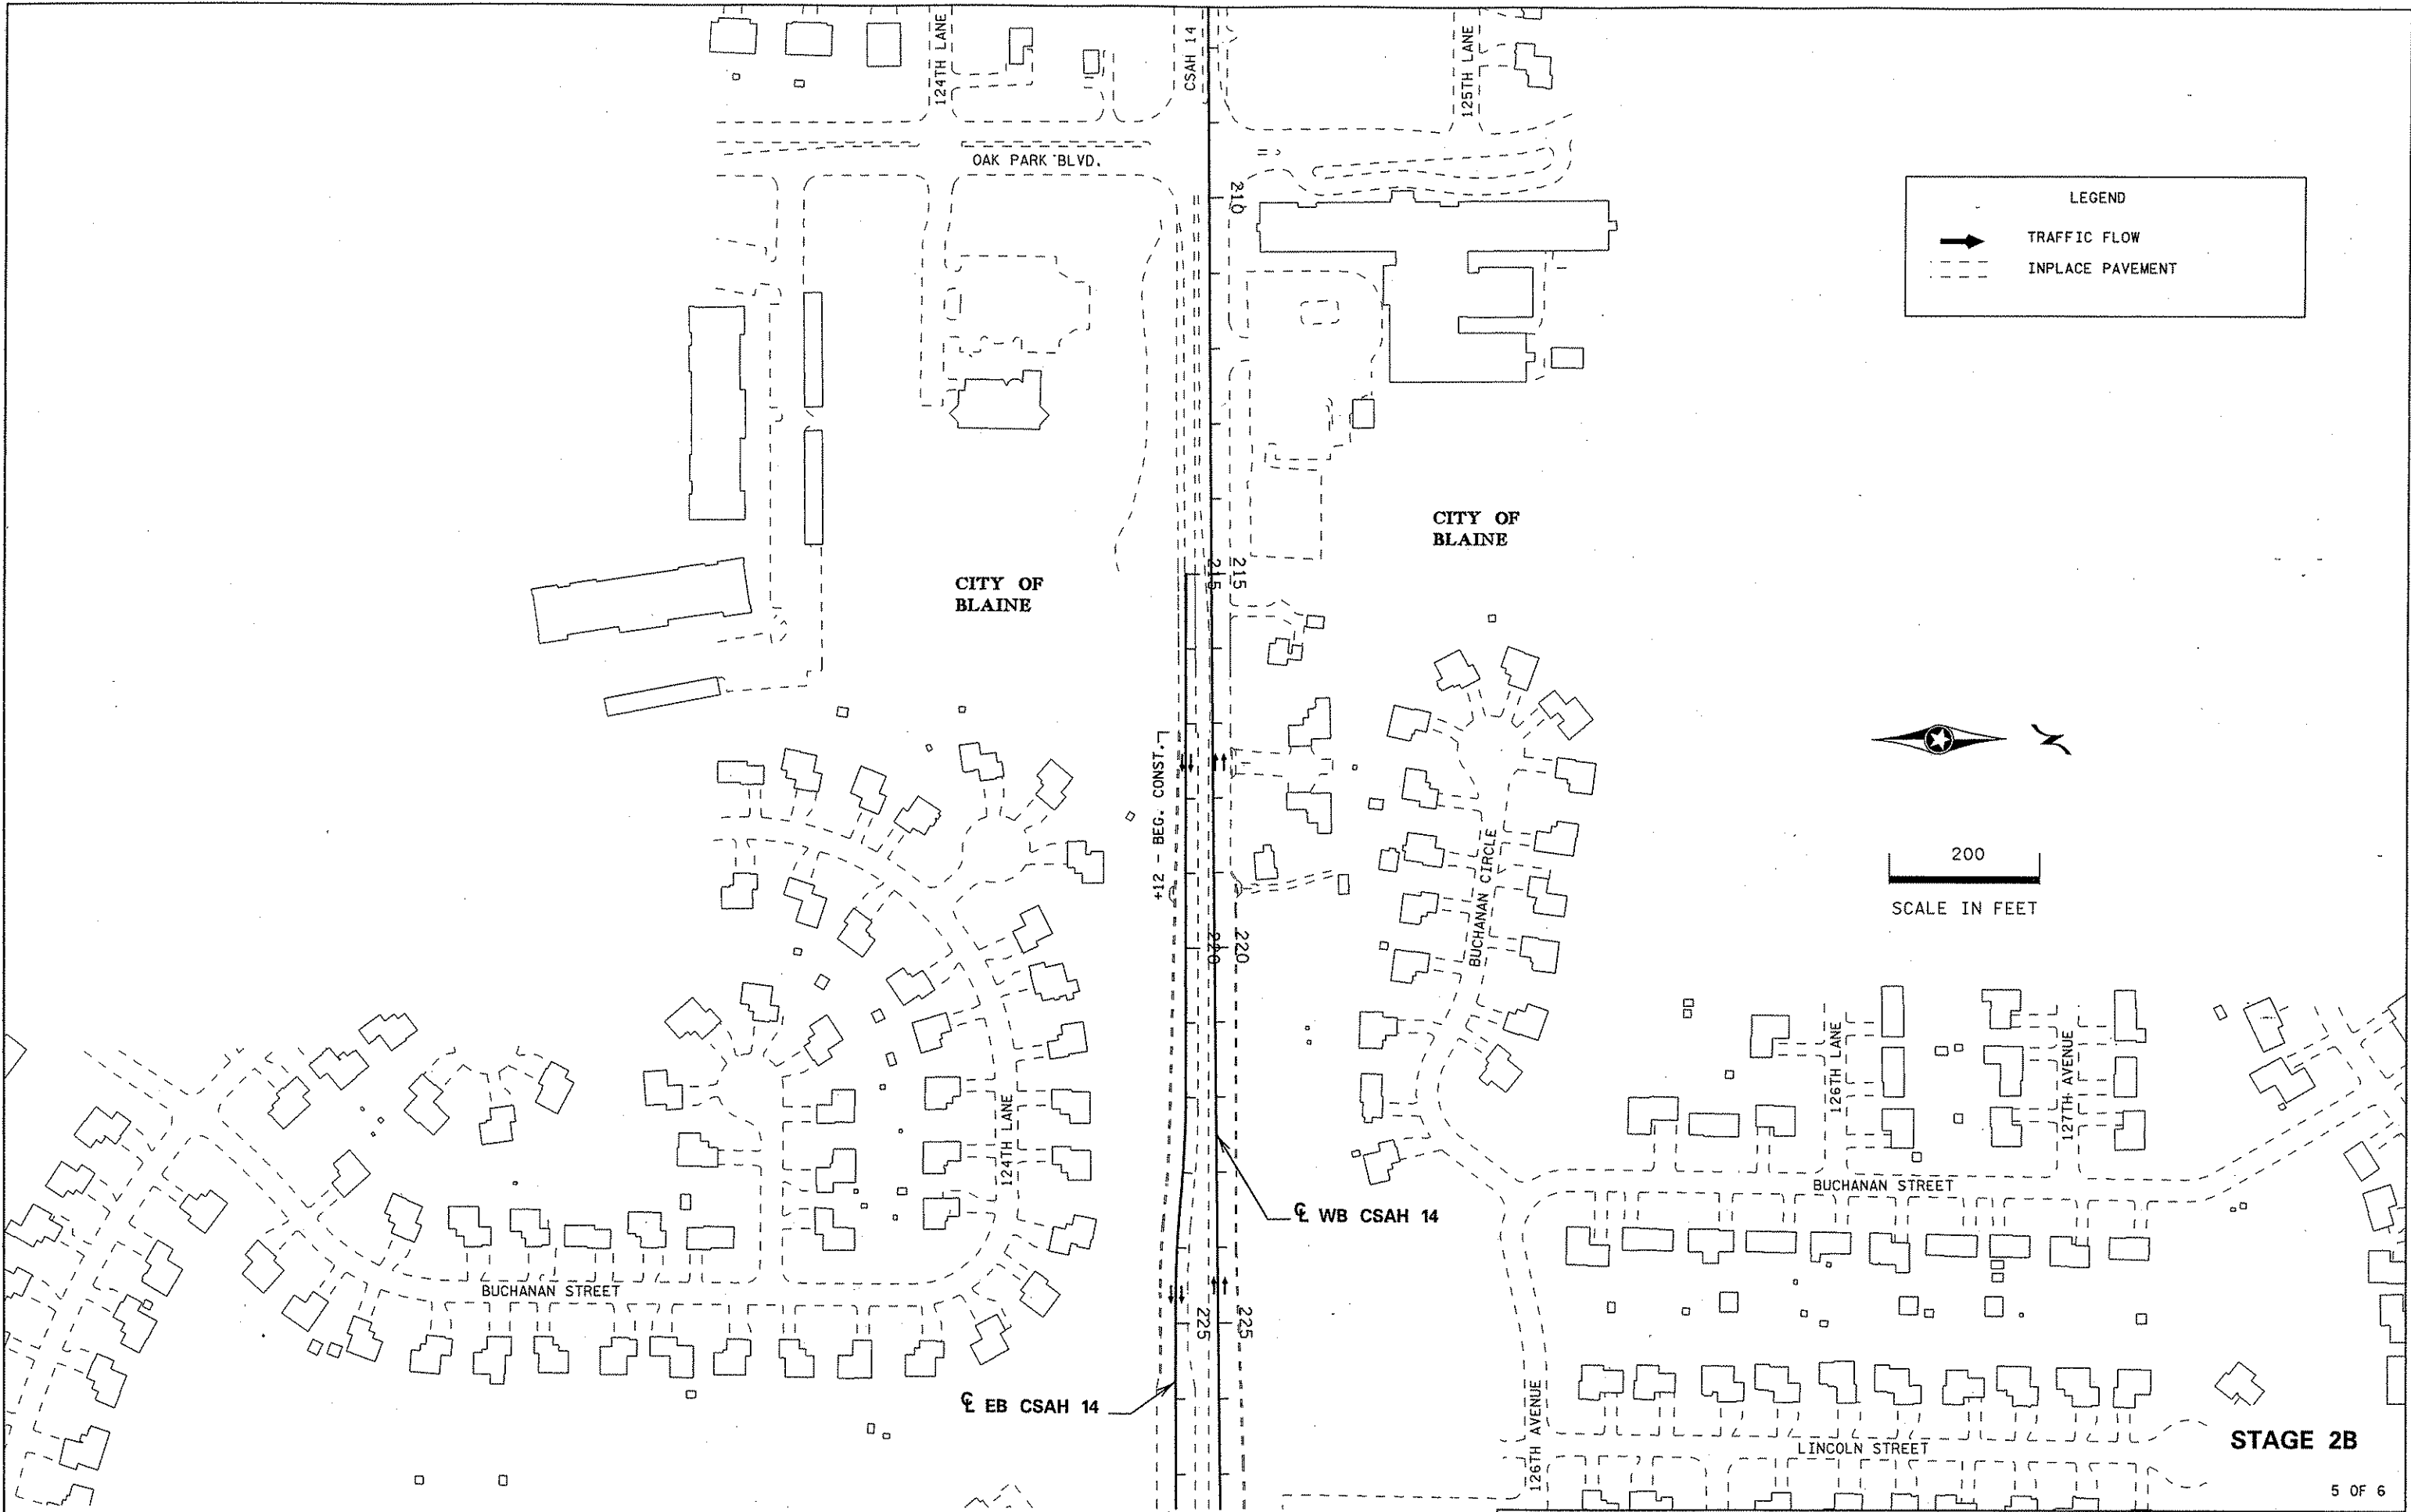 124TH LANE
CSAH 14
125TH LANE
OAK PARK BLVD.
210
LEGEND
TRAFFIC FLOW
INPLACE PAVEMENT
CITY OF
BLAINE
CITY OF
BLAINE
215
215
+12 - BEG. CONST.
N
200
SCALE IN FEET
BUCHANAN CIRCLE
220
220
124TH LANE
126TH LANE
127TH AVENUE
BUCHANAN STREET
℄ WB CSAH 14
BUCHANAN STREET
225
225
℄ EB CSAH 14
126TH AVENUE
LINCOLN STREET
STAGE 2B
5 OF 6